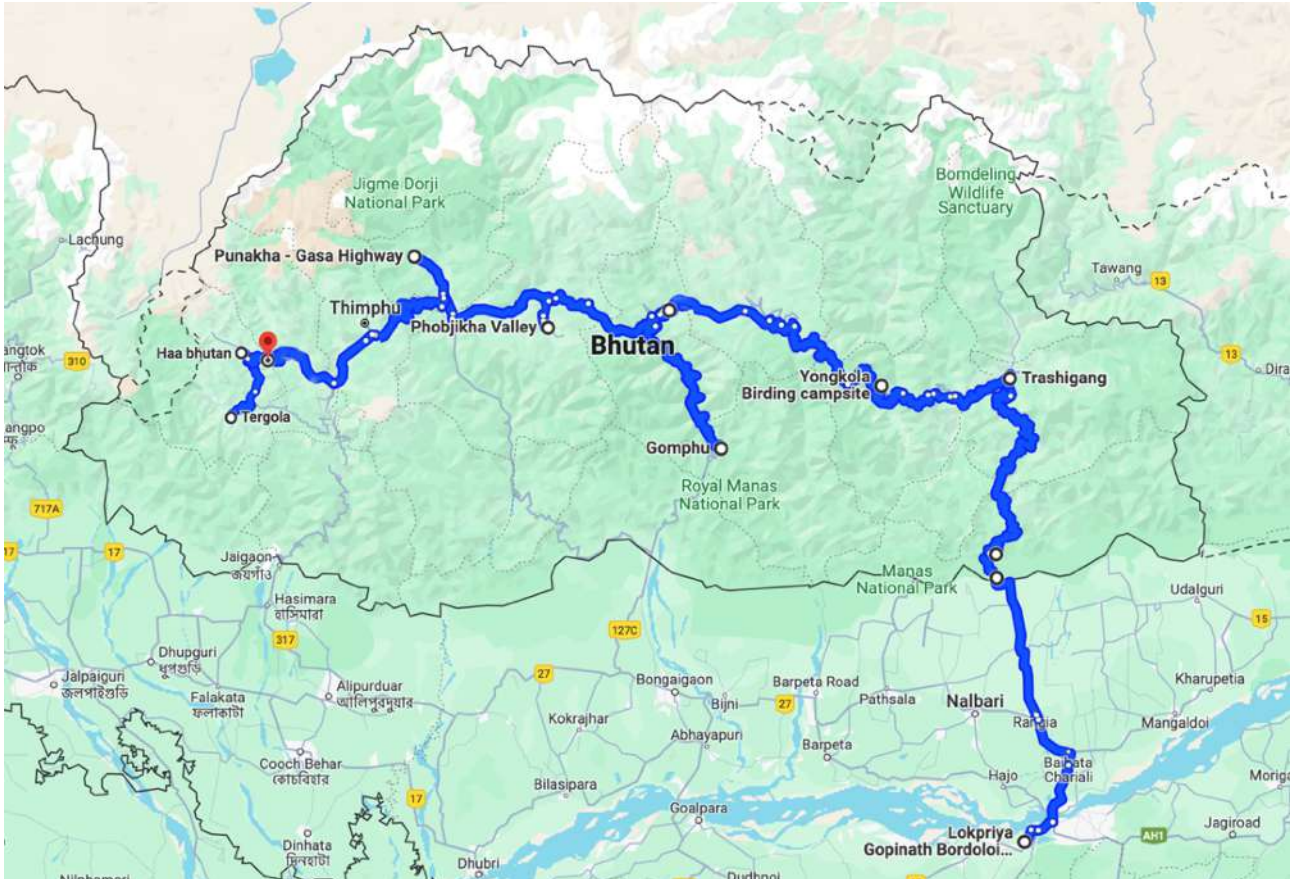 Jigme Dorji
National Park
Bomdeling
Wildlife
Sanctuary
Lachung
Punakha - Gasa Highway
Tawang
13
Thimphu
Phobjikha Valley
Bhutan
Haa bhutan
310
13
Yongkola
Birding campsite
Trashigang
Tergola
Gomphu
Royal Manas
National Park
717A
17
17
Jaigaon
জয়গাঁও
Manas
National Park
Udalguri
Hasimara
হাসিমারা
317
127C
15
Dhupguri
ধূপগুড়ি
Jalpaiguri
জলপাইগুড়ি
Falakata
ফলাকাটা
Alipurduar
আলিপুরদুয়ার
27
Bongaigaon
Bijni
Barpeta Road
27
Pathsala
Nalbari
Kharupetia
Kokrajhar
Abhayapuri
Barpeta
Rangia
Mangaldoi
Cooch Behar
কোচবিহার
Bilasipara
Hajo
Baihata
Chariali
17
Goalpara
Dinhata
দিনহাটা
Dhubri
Lokpriya
Gopinath Bordoloi...
AH1
Jagiroad